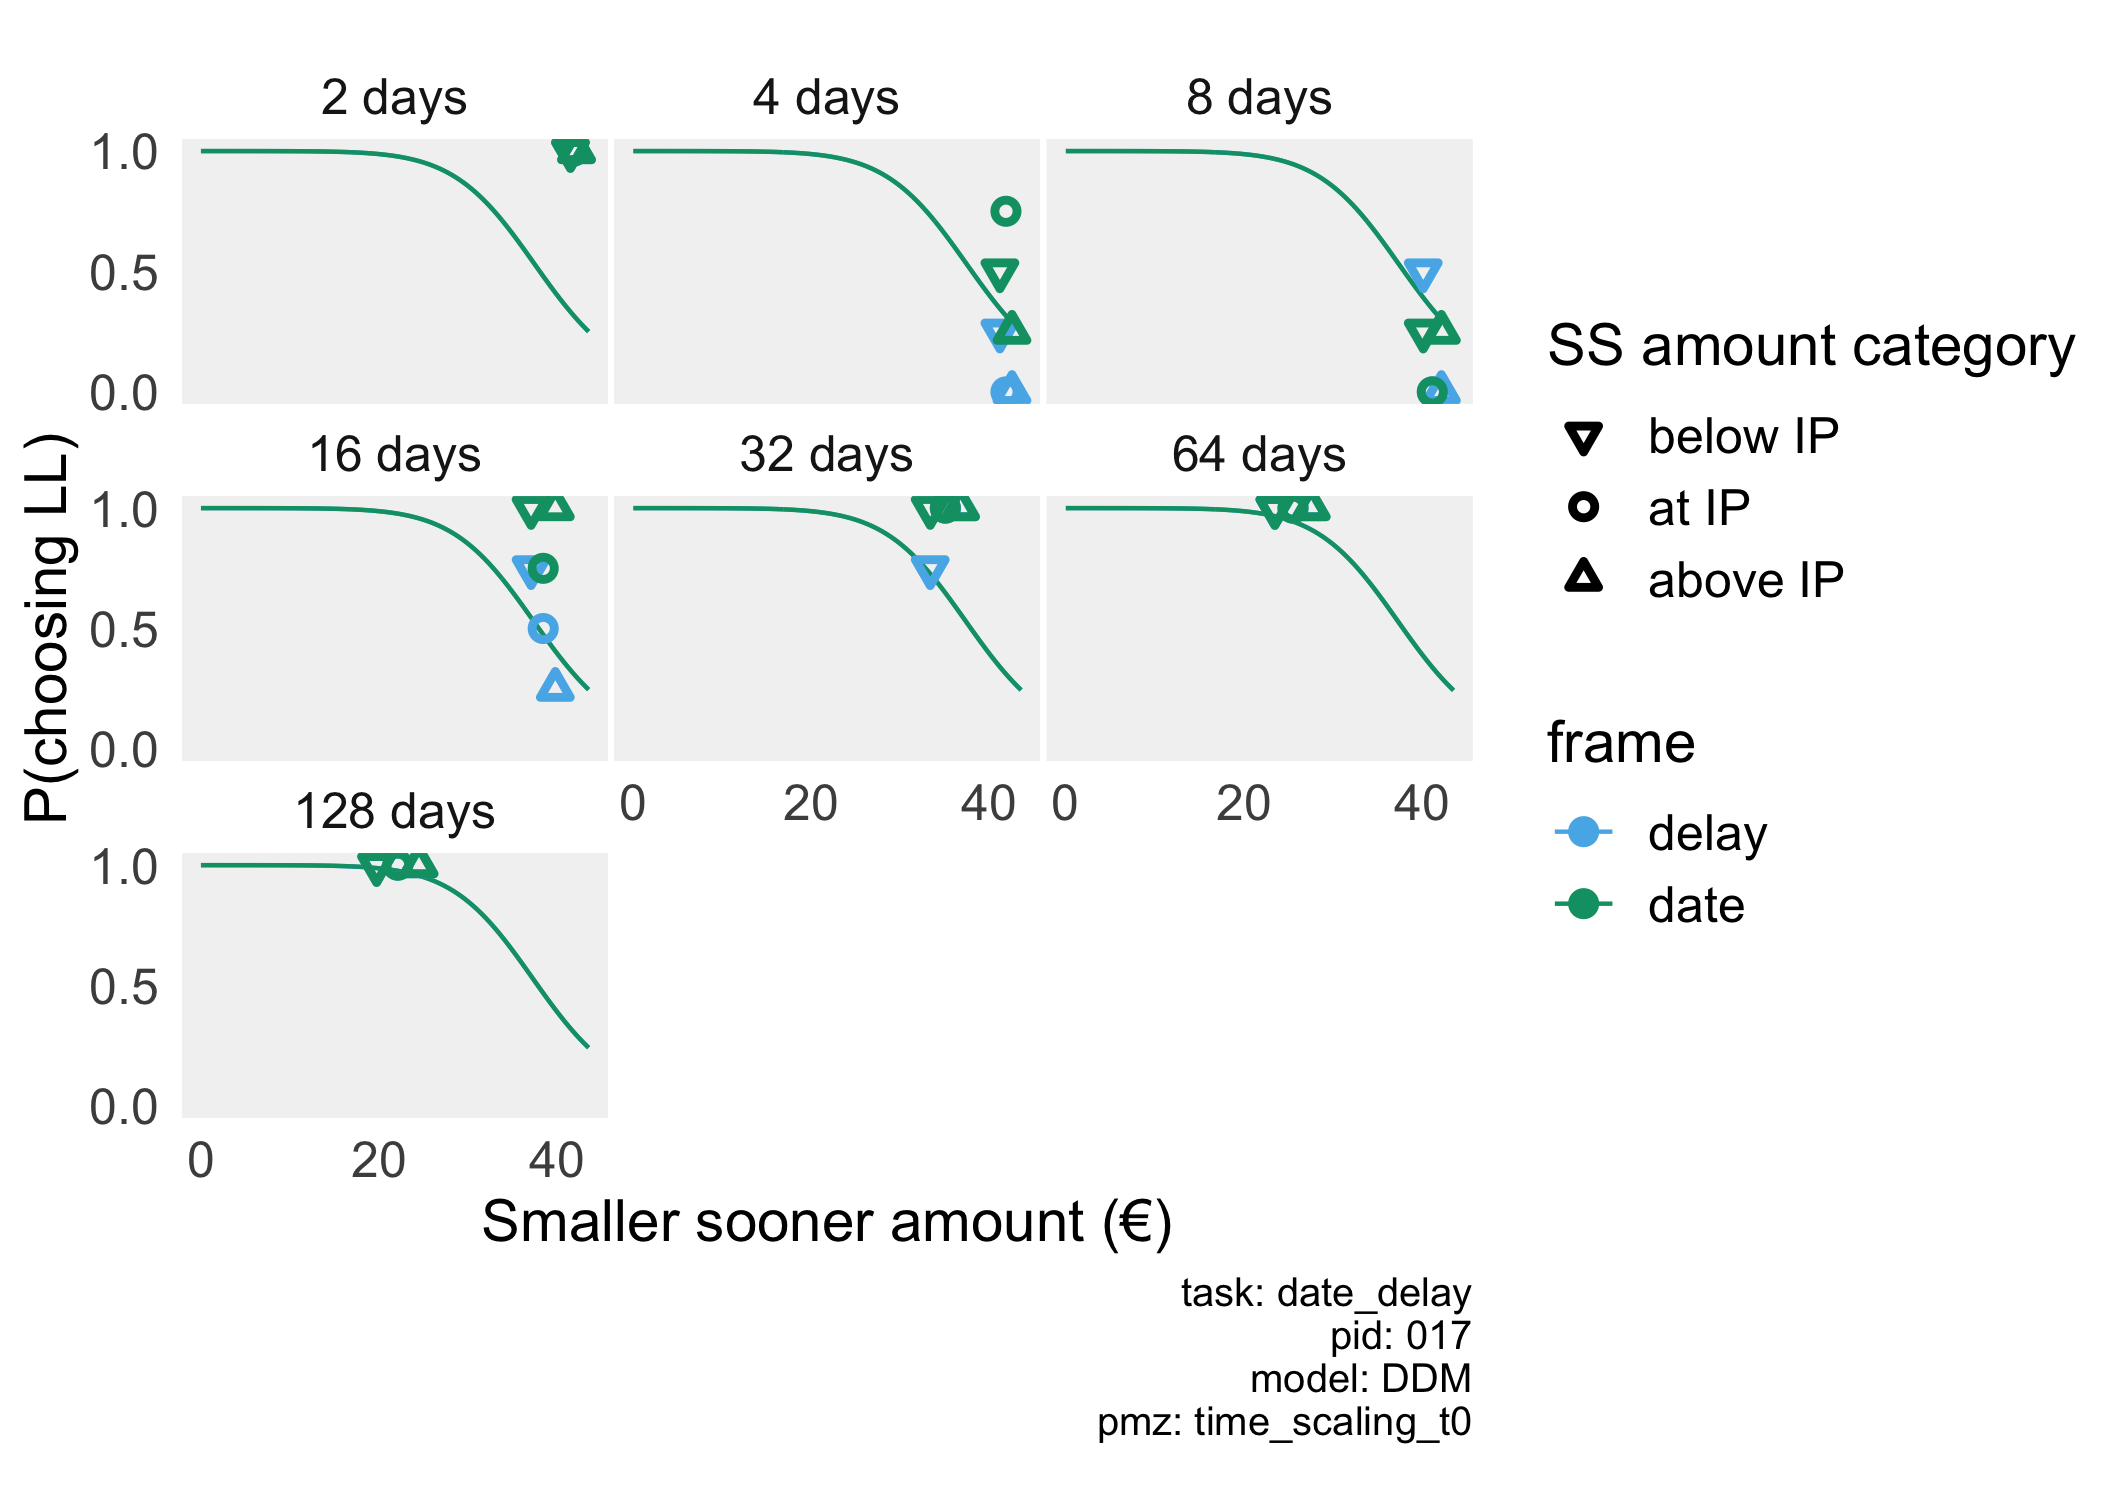 2 days
4 days
8 days
1.0
0.5
0.0
16 days
32 days
64 days
1.0
0.5
0.0
0 20 40
0 20 40
128 days
1.0
0.5
0.0
0 20 40
P(choosing LL)
Smaller sooner amount (€)
SS amount category
below IP
at IP
above IP
frame
delay
date
task: date_delay
pid: 017
model: DDM
pmz: time_scaling_t0